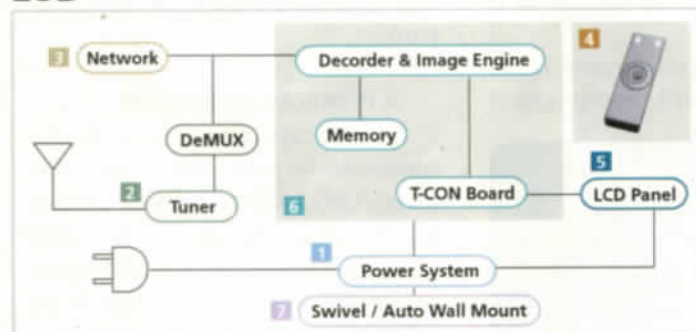 3 Network
Decorder & Image Engine
4
DeMUX
Memory
5
2 Tuner
6
T-CON Board
LCD Panel
1
Power System
7 Swivel / Auto Wall Mount